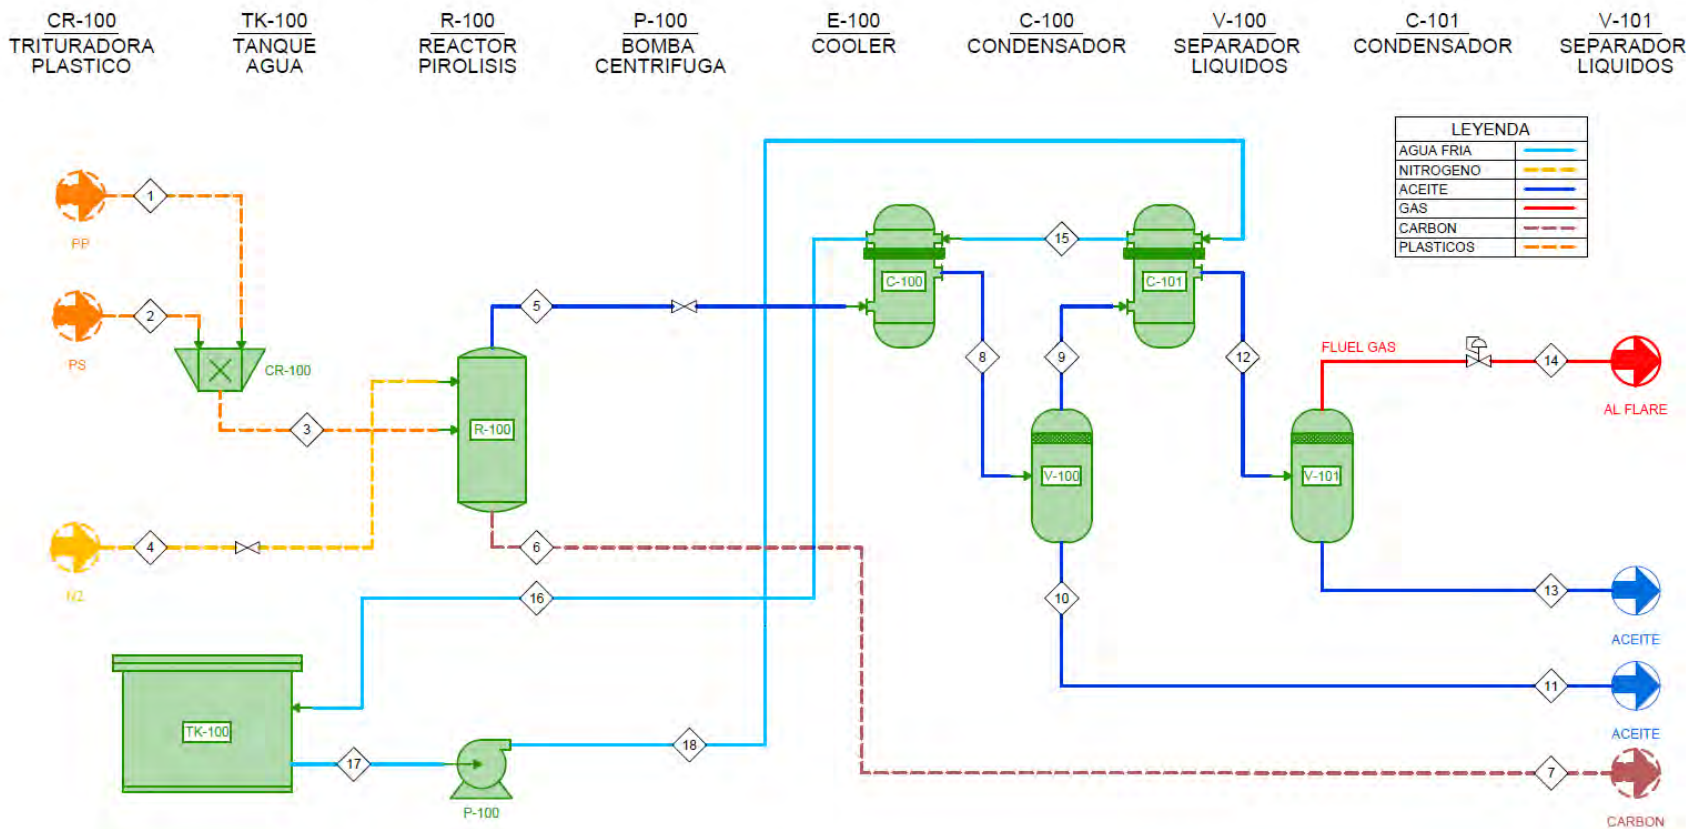 CR-100
TRITURADORA
PLASTICO
TK-100
TANQUE
AGUA
R-100
REACTOR
PIROLISIS
P-100
BOMBA
CENTRIFUGA
E-100
COOLER
C-100
CONDENSADOR
V-100
SEPARADOR
LIQUIDOS
C-101
CONDENSADOR
V-101
SEPARADOR
LIQUIDOS
LEYENDA
AGUA FRIA
NITROGENO
ACEITE
GAS
CARBON
PLASTICOS
1
PP
15
C-100
C-101
2
5
PS
CR-100
8
9
12
FLUEL GAS
14
AL FLARE
3
R-100
V-100
V-101
4
6
N2
16
10
13
ACEITE
11
ACEITE
TK-100
17
18
P-100
7
CARBON